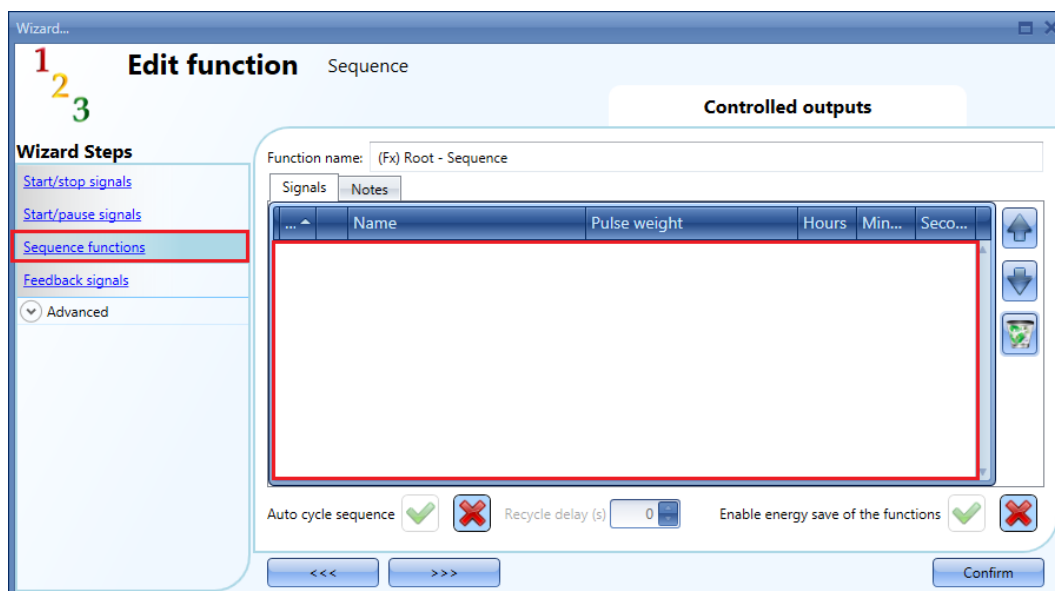 Wizard...
1 2 3
Edit function Sequence
Controlled outputs
Wizard Steps
Start/stop signals
Start/pause signals
Sequence functions
Feedback signals
Advanced
Function name: (Fx) Root - Sequence
Signals Notes
... Name Pulse weight Hours Min... Seco...
Auto cycle sequence Recycle delay (s) 0 Enable energy save of the functions
<<< >>> Confirm